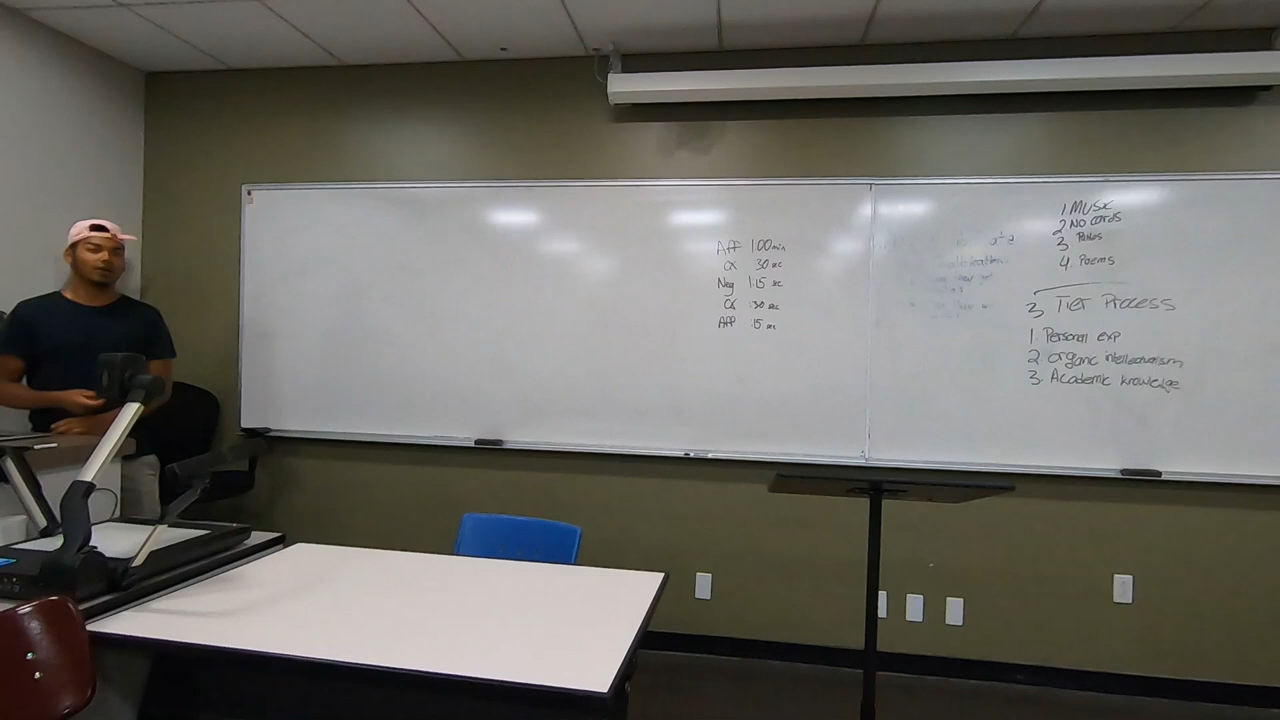 Aff 1:00 min
CX :30 sec
Neg 1:15 sec
CX :30 sec
Aff :15 sec
1 MUSIC
2 NO Cards
3 Poems
4. Poems
3 Tier Process
1. Personal exp
2. organic intellectualism
3. Academic knowledge